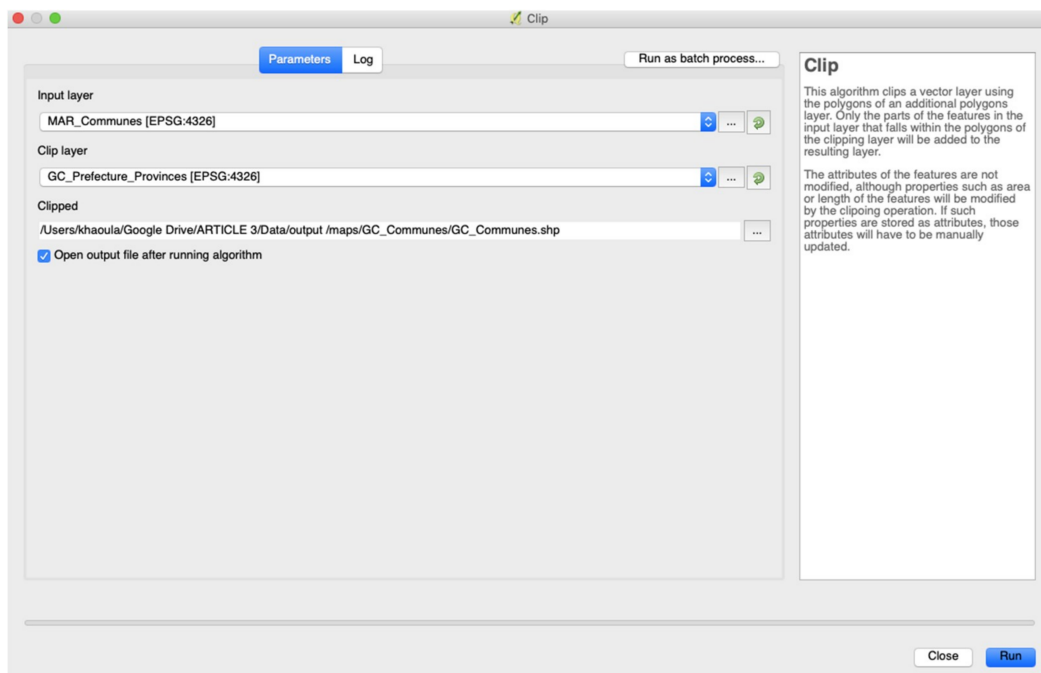 Clip
Parameters Log Run as batch process...
Input layer
MAR_Communes [EPSG:4326] ...
Clip layer
GC_Prefecture_Provinces [EPSG:4326] ...
Clipped
/Users/khaoula/Google Drive/ARTICLE 3/Data/output /maps/GC_Communes/GC_Communes.shp ...
Open output file after running algorithm
Clip
This algorithm clips a vector layer using
the polygons of an additional polygons
layer. Only the parts of the features in the
input layer that falls within the polygons of
the clipping layer will be added to the
resulting layer.
The attributes of the features are not
modified, although properties such as area
or length of the features will be modified
by the clipoing operation. If such
properties are stored as attributes, those
attributes will have to be manually
updated.
Close Run